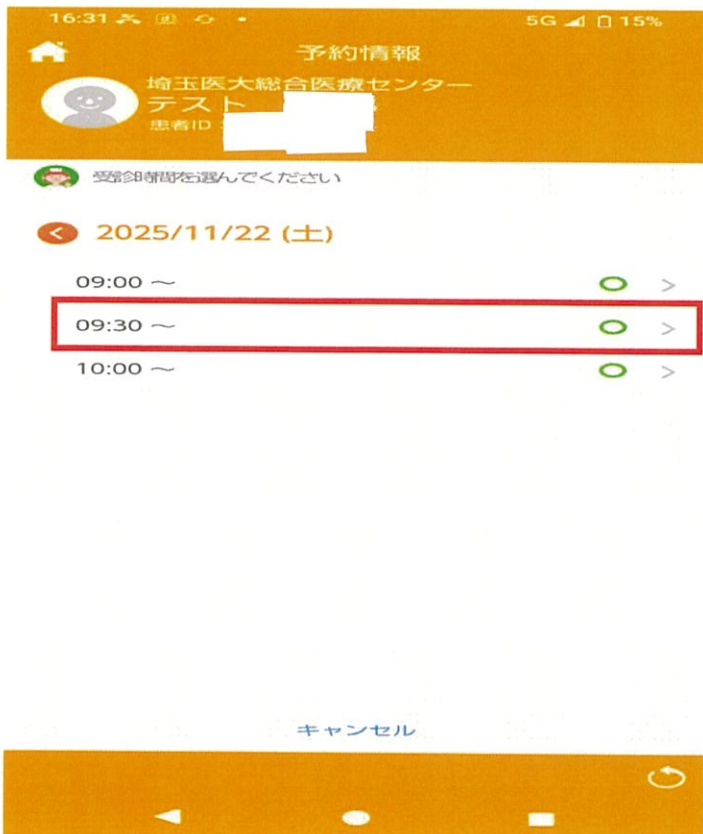 16:31
5G 15%
予約情報
埼玉医大総合医療センター
テスト
患者ID
受診時間を選んでください
2025/11/22 (土)
09:00 ～
09:30 ～
10:00 ～
キャンセル